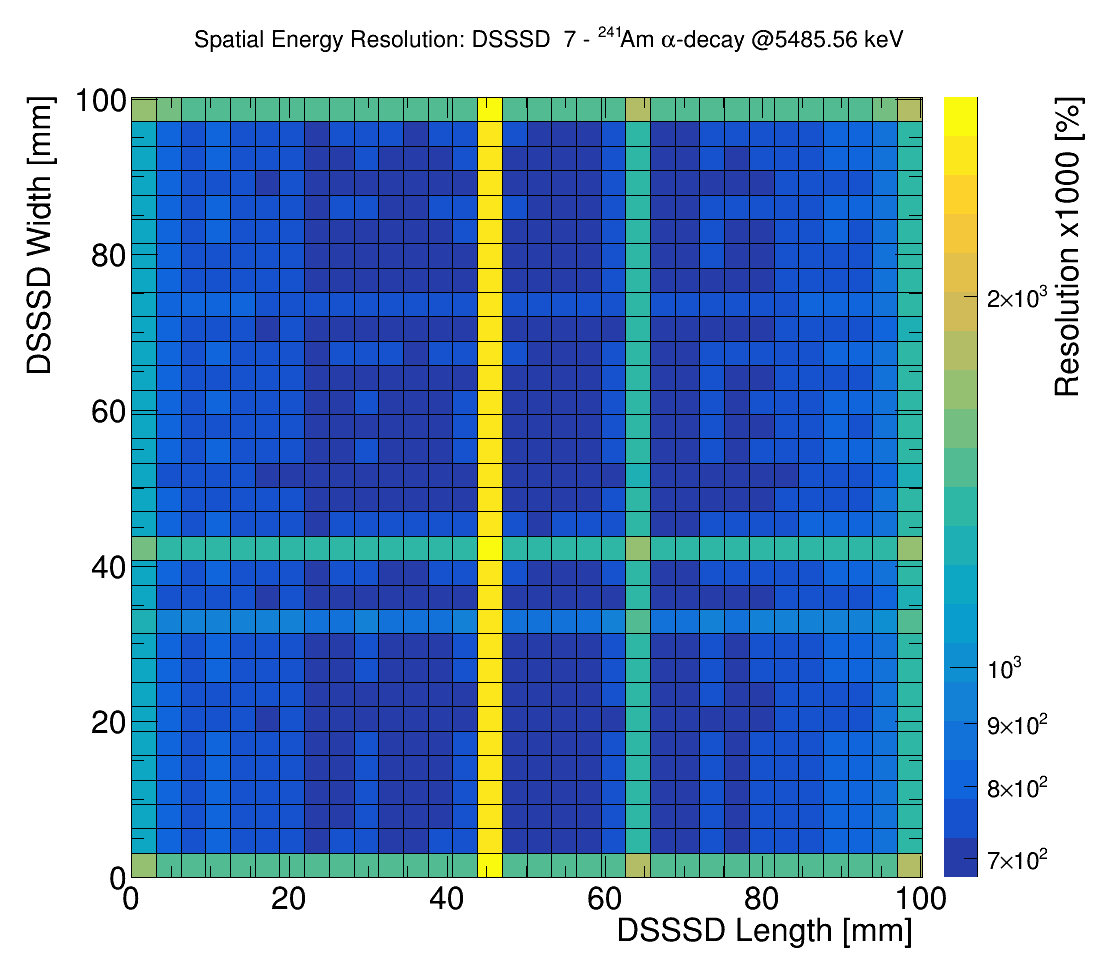 Spatial Energy Resolution: DSSSD  7 - ²⁴¹Am α-decay @5485.56 keV
DSSSD Width [mm]
100
80
60
40
20
0
0 20 40 60 80 100
DSSSD Length [mm]
2×10³
10³
9×10²
8×10²
7×10²
Resolution x1000 [%]